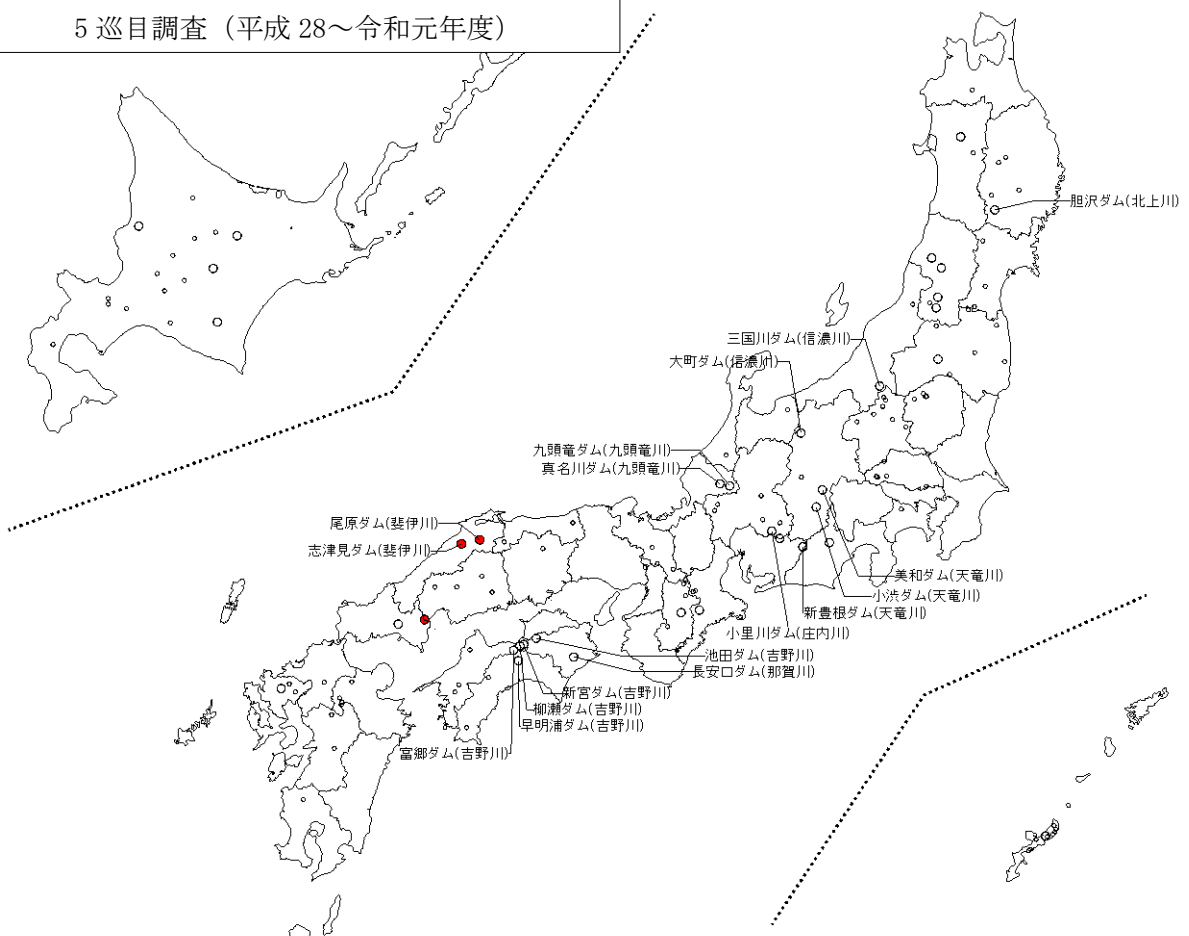 5 巡目調査（平成 28～令和元年度）
胆沢ダム(北上川)
三国川ダム(信濃川)
大町ダム(信濃川)
九頭竜ダム(九頭竜川)
真名川ダム(九頭竜川)
尾原ダム(斐伊川)
志津見ダム(斐伊川)
美和ダム(天竜川)
小渋ダム(天竜川)
新豊根ダム(天竜川)
小里川ダム(庄内川)
池田ダム(吉野川)
長安口ダム(那賀川)
新宮ダム(吉野川)
柳瀬ダム(吉野川)
早明浦ダム(吉野川)
富郷ダム(吉野川)